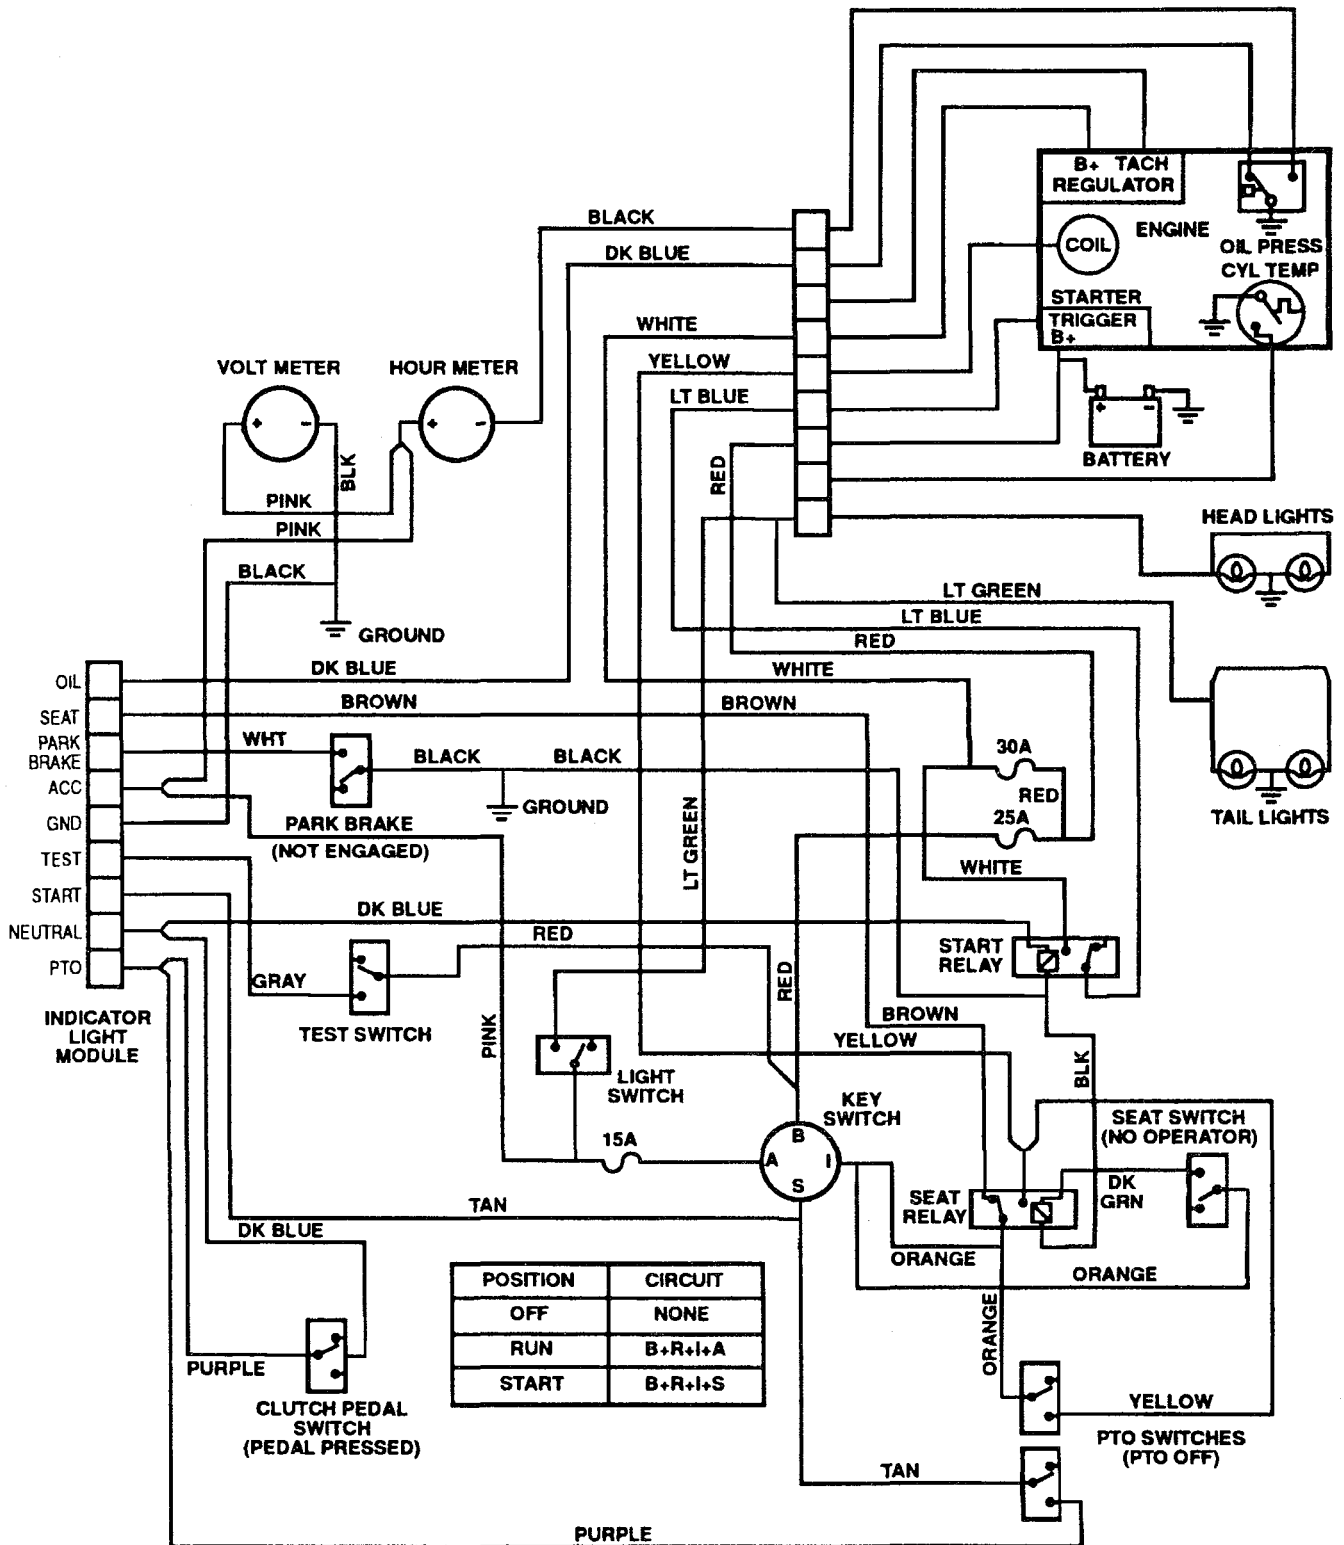 B+ TACH
REGULATOR
BLACK
ENGINE
COIL
OIL PRESS
CYL TEMP
DK BLUE
STARTER
TRIGGER
B+
WHITE
YELLOW
VOLT METER
HOUR METER
LT BLUE
+ -
+ -
+ -
BLK
RED
BATTERY
PINK
PINK
HEAD LIGHTS
BLACK
LT GREEN
LT BLUE
GROUND
RED
DK BLUE
WHITE
OIL
BROWN
BROWN
SEAT
PARK
BRAKE
WHT
BLACK
BLACK
30A
ACC
RED
GROUND
LT GREEN
GND
PARK BRAKE
(NOT ENGAGED)
25A
TAIL LIGHTS
TEST
WHITE
START
DK BLUE
NEUTRAL
RED
START
RELAY
PTO
GRAY
RED
INDICATOR
LIGHT
MODULE
TEST SWITCH
PINK
BROWN
YELLOW
BLK
LIGHT
SWITCH
KEY
SWITCH
SEAT SWITCH
(NO OPERATOR)
15A
B
A I
S
DK
GRN
TAN
SEAT
RELAY
DK BLUE
ORANGE
ORANGE
POSITION CIRCUIT
OFF NONE
RUN B+R+I+A
START B+R+I+S
ORANGE
PURPLE
CLUTCH PEDAL
SWITCH
(PEDAL PRESSED)
YELLOW
PTO SWITCHES
(PTO OFF)
TAN
PURPLE